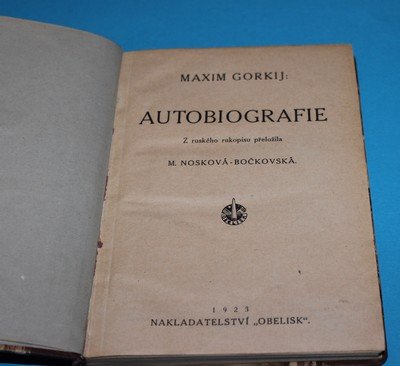 MAXIM GORKIJ:
AUTOBIOGRAFIE
Z ruského rukopisu přeložila
M. NOSKOVÁ-BOČKOVSKÁ.
1923
NAKLADATELSTVÍ „OBELISK“.